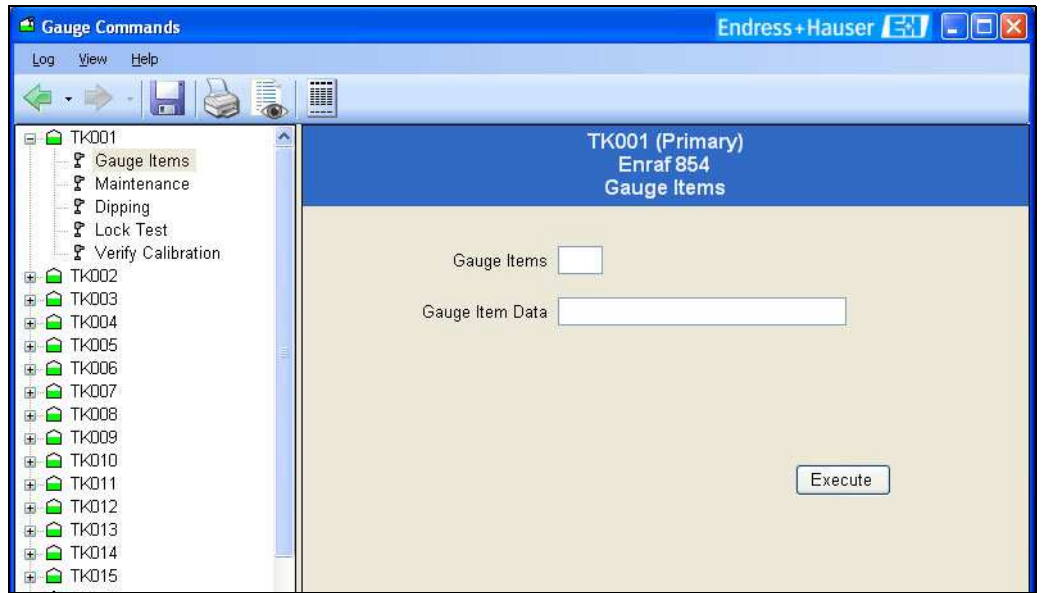 Gauge Commands
Endress+Hauser EH
Log View Help
TK001
Gauge Items
Maintenance
Dipping
Lock Test
Verify Calibration
TK002
TK003
TK004
TK005
TK006
TK007
TK008
TK009
TK010
TK011
TK012
TK013
TK014
TK015
TK001 (Primary)
Enraf 854
Gauge Items
Gauge Items
Gauge Item Data
Execute